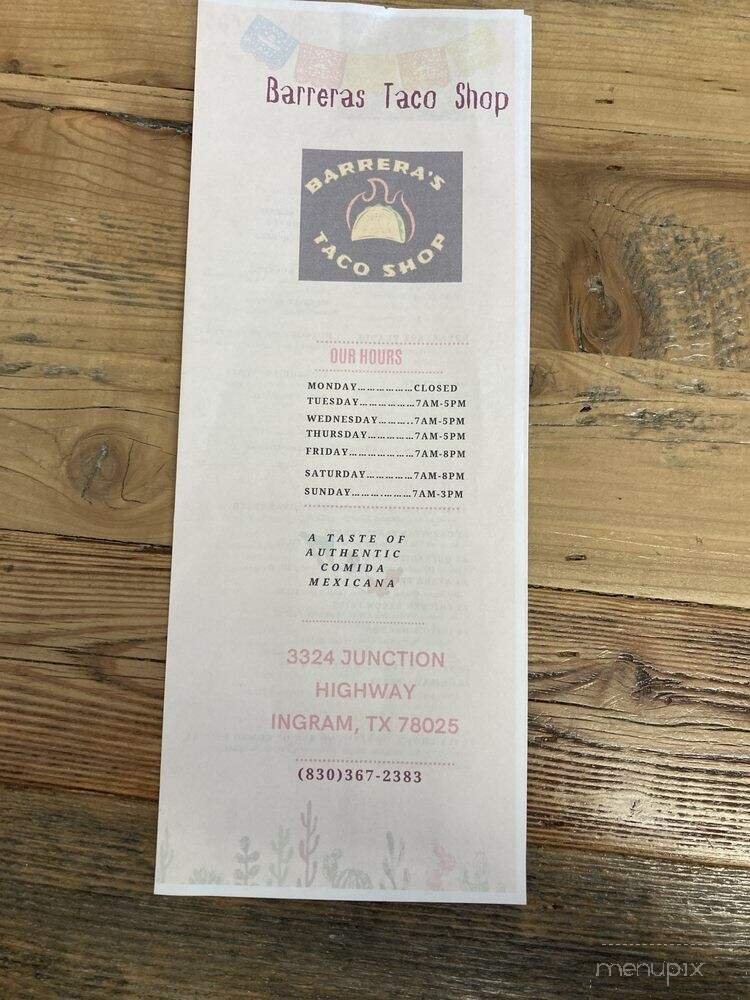 Barreras Taco Shop
BARRERA'S
TACO SHOP
OUR HOURS
MONDAY..................CLOSED
TUESDAY..................7AM-5PM
WEDNESDAY...........7AM-5PM
THURSDAY...............7AM-5PM
FRIDAY.....................7AM-8PM
SATURDAY...............7AM-8PM
SUNDAY...................7AM-3PM
A TASTE OF
AUTHENTIC
COMIDA
MEXICANA
3324 JUNCTION
HIGHWAY
INGRAM, TX 78025
(830)367-2383
menupix